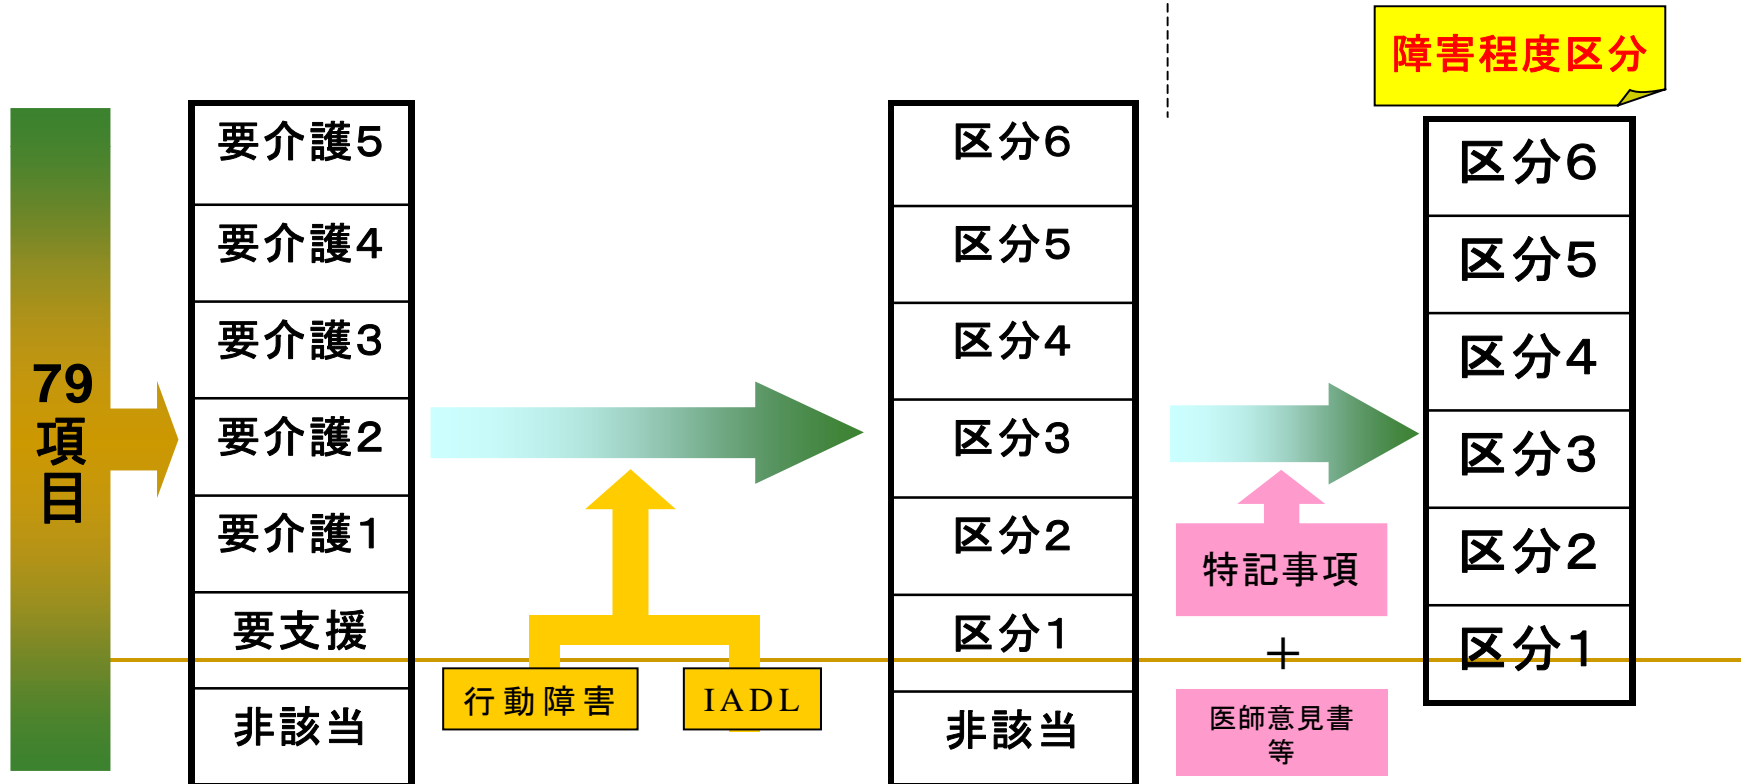 障害程度区分
79
項
目
要介護5
要介護4
要介護3
要介護2
要介護1
要支援
非該当
行動障害
IADL
区分6
区分5
区分4
区分3
区分2
区分1
非該当
特記事項
＋
医師意見書
等
区分6
区分5
区分4
区分3
区分2
区分1